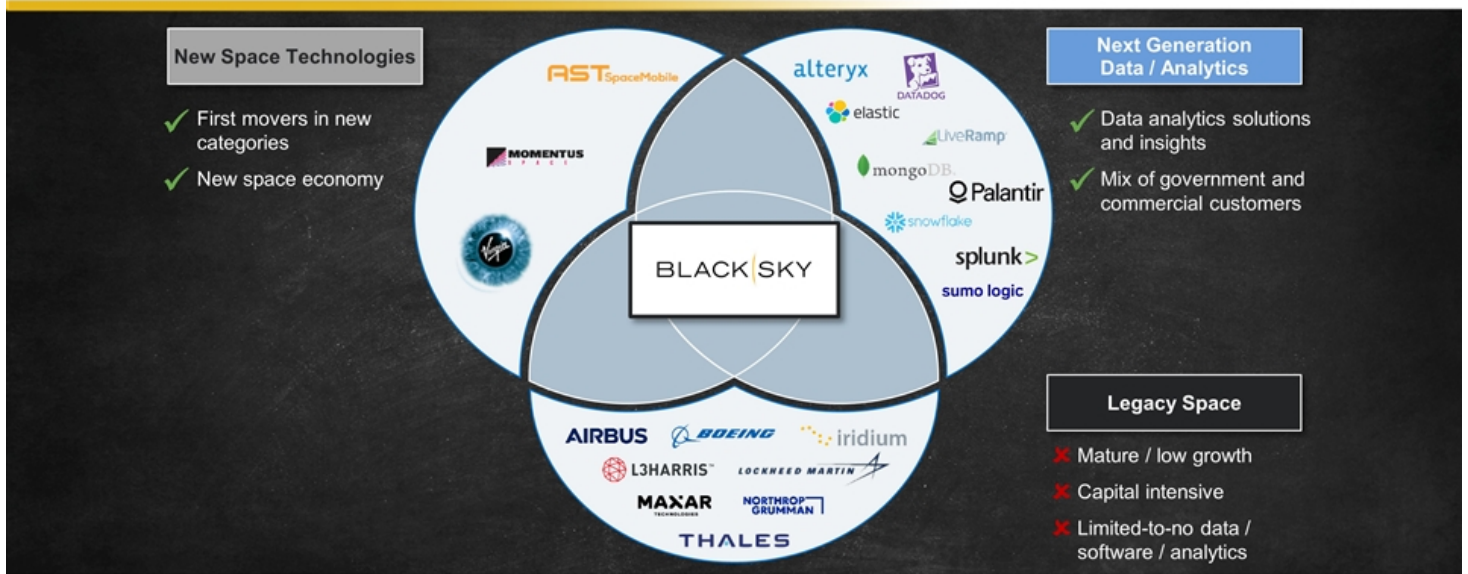 New Space Technologies
First movers in new
categories
New space economy
AST SpaceMobile
MOMENTUS
SPACE
Virgin
alteryx
DATADOG
elastic
LiveRamp
mongoDB
Palantir
snowflake
splunk>
sumo logic
Next Generation
Data / Analytics
Data analytics solutions
and insights
Mix of government and
commercial customers
BLACK SKY
AIRBUS
BOEING
iridium
L3HARRIS™
LOCKHEED MARTIN
MAXAR
TECHNOLOGIES
NORTHROP
GRUMMAN
THALES
Legacy Space
Mature / low growth
Capital intensive
Limited-to-no data /
software / analytics